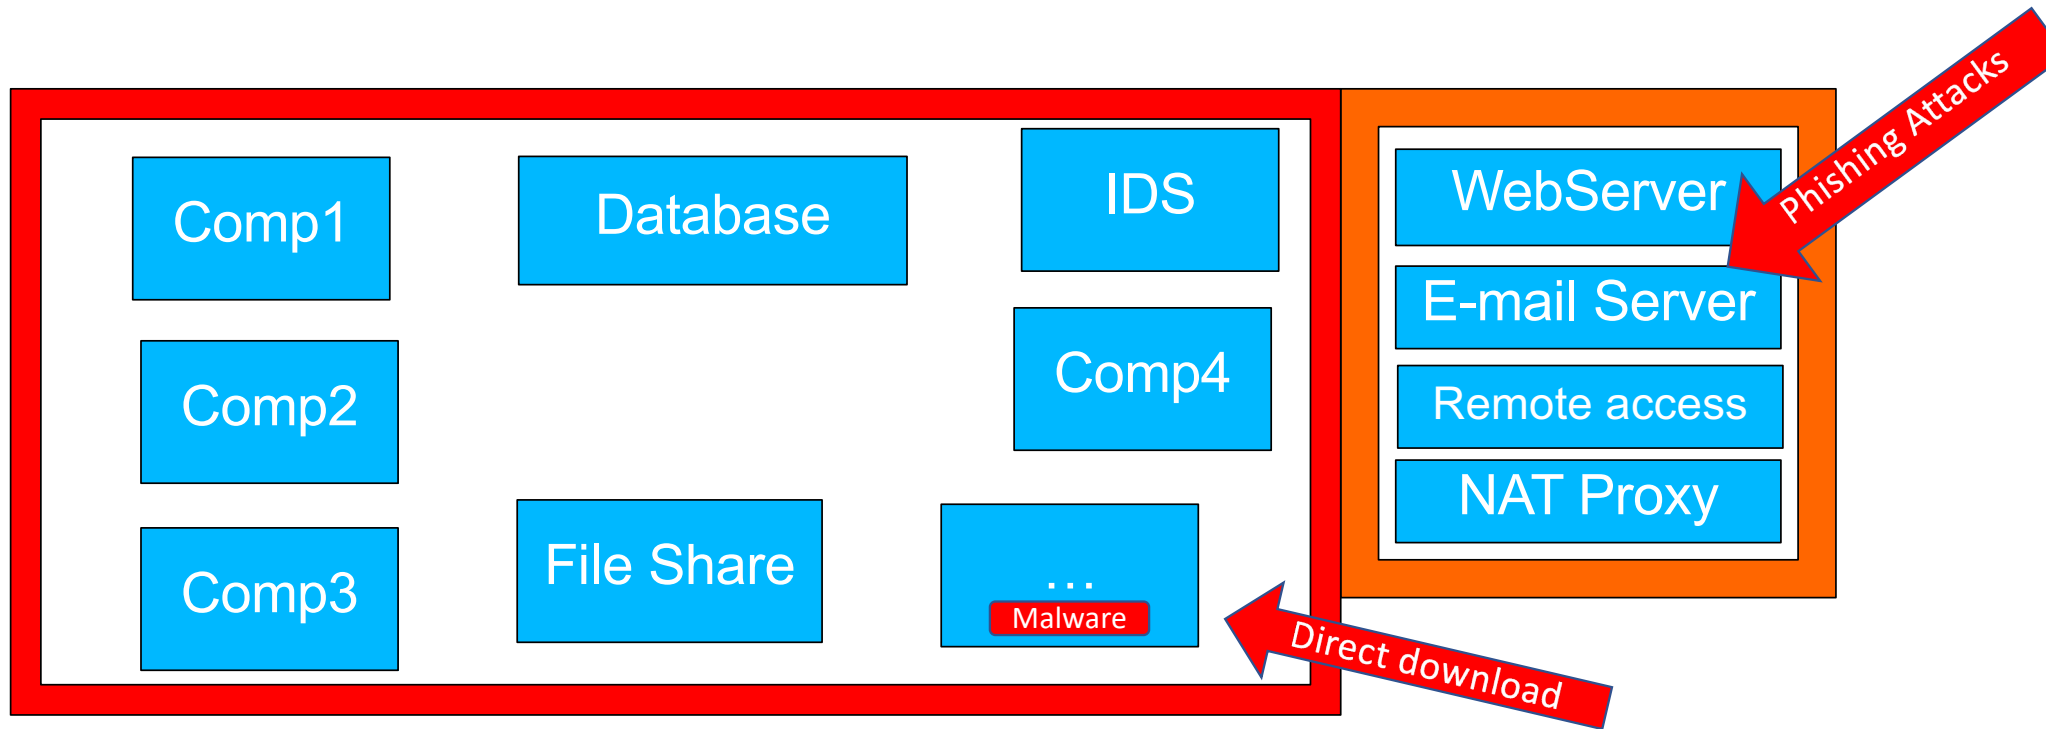 Comp1
Database
IDS
Comp2
Comp4
Comp3
File Share
...
Malware
WebServer
E-mail Server
Remote access
NAT Proxy
Phishing Attacks
Direct download